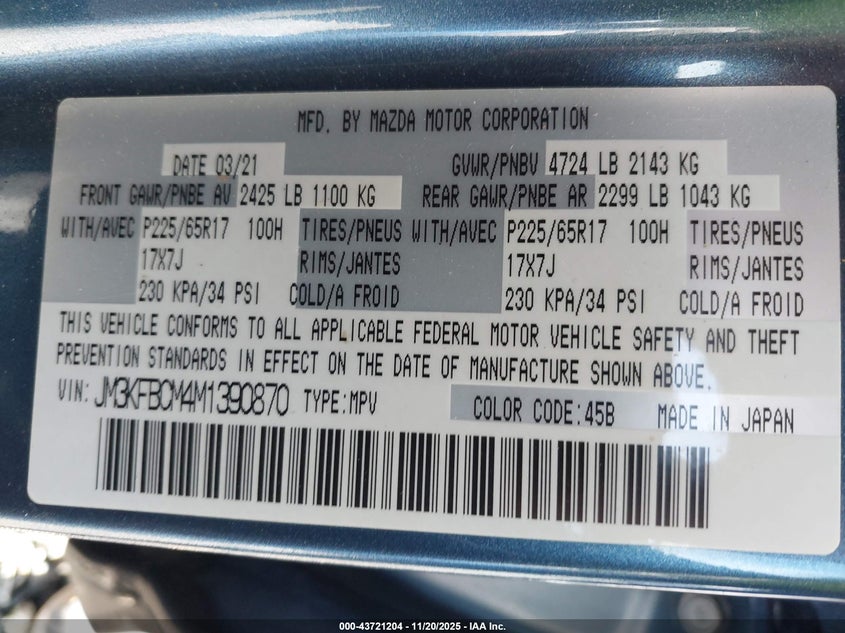 MFD. BY MAZDA MOTOR CORPORATION
DATE 03/21 GVWR/PNBV 4724 LB 2143 KG
FRONT GAWR/PNBE AV 2425 LB 1100 KG REAR GAWR/PNBE AR 2299 LB 1043 KG
WITH/AVEC P225/65R17 100H TIRES/PNEUS WITH/AVEC P225/65R17 100H TIRES/PNEUS
17X7J RIMS/JANTES 17X7J RIMS/JANTES
230 KPA/34 PSI COLD/A FROID 230 KPA/34 PSI COLD/A FROID
THIS VEHICLE CONFORMS TO ALL APPLICABLE FEDERAL MOTOR VEHICLE SAFETY AND THEFT
PREVENTION STANDARDS IN EFFECT ON THE DATE OF MANUFACTURE SHOWN ABOVE.
VIN: JM3KFBCM4M1390870 TYPE:MPV COLOR CODE:45B MADE IN JAPAN
000-43721204 - 11/20/2025 - IAA Inc.